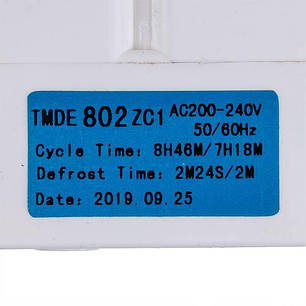 TMDE 802 ZC1 AC200-240V
50/60Hz
Cycle Time: 8H46M/7H18M
Defrost Time: 2M24S/2M
Date: 2019.09.25